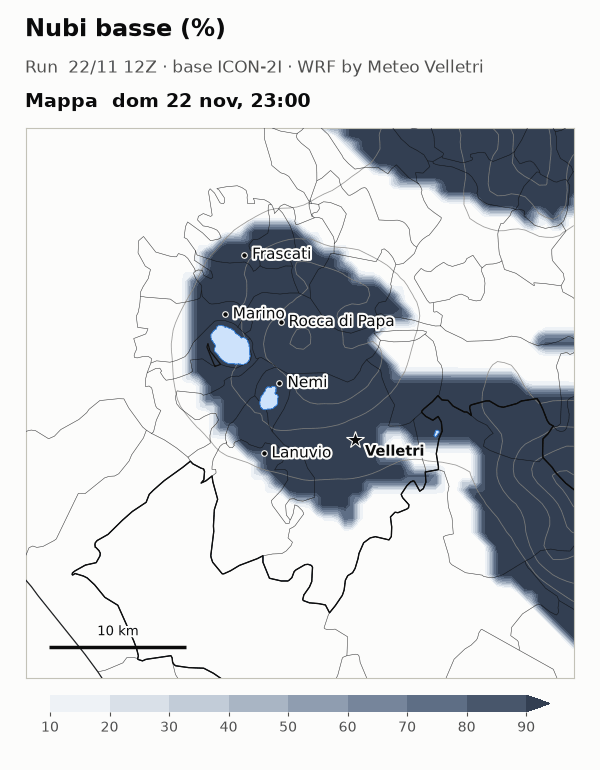 Nubi basse (%)
Run  22/11 12Z · base ICON-2I · WRF by Meteo Velletri
Mappa  dom 22 nov, 23:00
Frascati
Marino
Rocca di Papa
Nemi
Velletri
Lanuvio
10 km
10 20 30 40 50 60 70 80 90